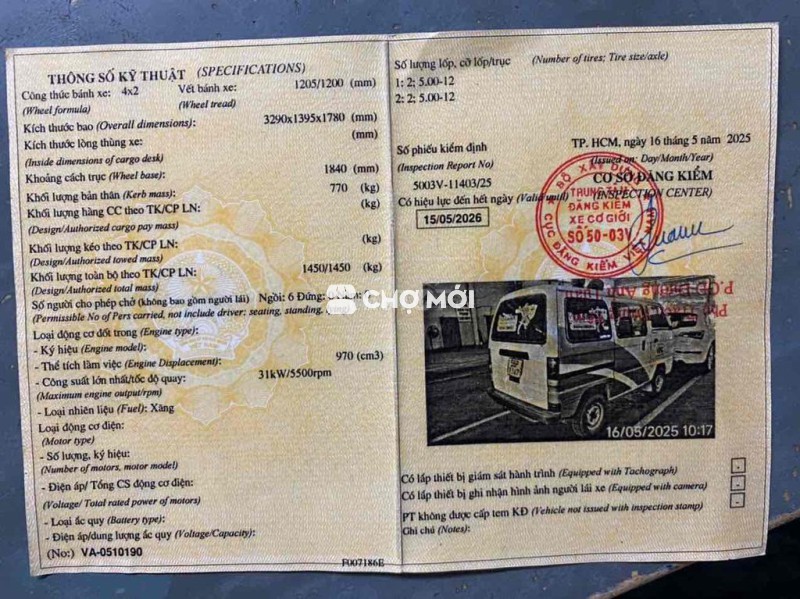 THÔNG SỐ KỸ THUẬT (SPECIFICATIONS)
Công thức bánh xe: 4x2 Vết bánh xe: 1205/1200 (mm)
(Wheel formula) (Wheel tread)
Kích thước bao (Overall dimensions): 3290x1395x1780 (mm)
Kích thước lòng thùng xe: (mm)
(Inside dimensions of cargo desk)
Khoảng cách trục (Wheel base): 1840 (mm)
Khối lượng bản thân (Kerb mass): 770 (kg)
Khối lượng hàng CC theo TK/CP LN: (kg)
(Design/Authorized cargo pay mass)
Khối lượng kéo theo TK/CP LN: (kg)
(Design/Authorized towed mass)
Khối lượng toàn bộ theo TK/CP LN: 1450/1450 (kg)
(Design/Authorized total mass)
Số người cho phép chở (không bao gồm người lái) Ngồi: 6 Đứng:
(Permissible No of Pers carried, not include driver: seating, standing,
Loại động cơ đốt trong (Engine type):
- Ký hiệu (Engine model):
- Thể tích làm việc (Engine Displacement): 970 (cm3)
- Công suất lớn nhất/tốc độ quay: 31kW/5500rpm
(Maximum engine output/rpm)
- Loại nhiên liệu (Fuel): Xăng
Loại động cơ điện:
(Motor type)
- Số lượng, ký hiệu:
(Number of motors, motor model)
- Điện áp/ Tổng CS động cơ điện:
(Voltage/ Total rated power of motors)
- Loại ắc quy (Battery type):
- Điện áp/dung lượng ắc quy (Voltage/Capacity):
(No:) VA-0510190
F007186E
Số lượng lốp, cỡ lốp/trục (Number of tires; Tire size/axle)
1: 2; 5.00-12
2: 2; 5.00-12
Số phiếu kiểm định
(Inspection Report No)
5003V-11403/25
Có hiệu lực đến hết ngày (Valid until)
15/05/2026
TP. HCM, ngày 16 tháng 5 năm 2025
(Issued on: Day/Month/Year)
CƠ SỞ ĐĂNG KIỂM
(INSPECTION CENTER)
TRUNG TÂM
ĐĂNG KIỂM
XE CƠ GIỚI
SỐ 50-03V
CỤC ĐĂNG KIỂM VIỆT NAM
CHỢ MỚI
16/05/2025 10:17
Có lắp thiết bị giám sát hành trình (Equipped with Tachograph) -
Có lắp thiết bị ghi nhận hình ảnh người lái xe (Equipped with camera) -
PT không được cấp tem KĐ (Vehicle not issued with inspection stamp) -
Ghi chú (Notes):